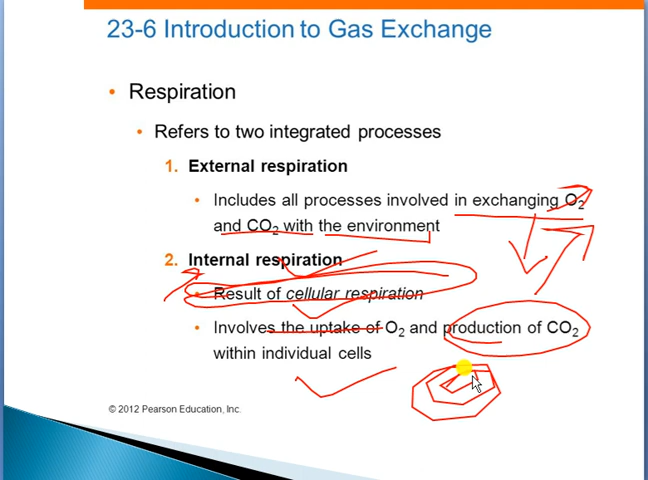 23-6 Introduction to Gas Exchange
• Respiration
• Refers to two integrated processes
1. External respiration
• Includes all processes involved in exchanging O₂
and CO₂ with the environment
2. Internal respiration
• Result of cellular respiration
• Involves the uptake of O₂ and production of CO₂
within individual cells
© 2012 Pearson Education, Inc.